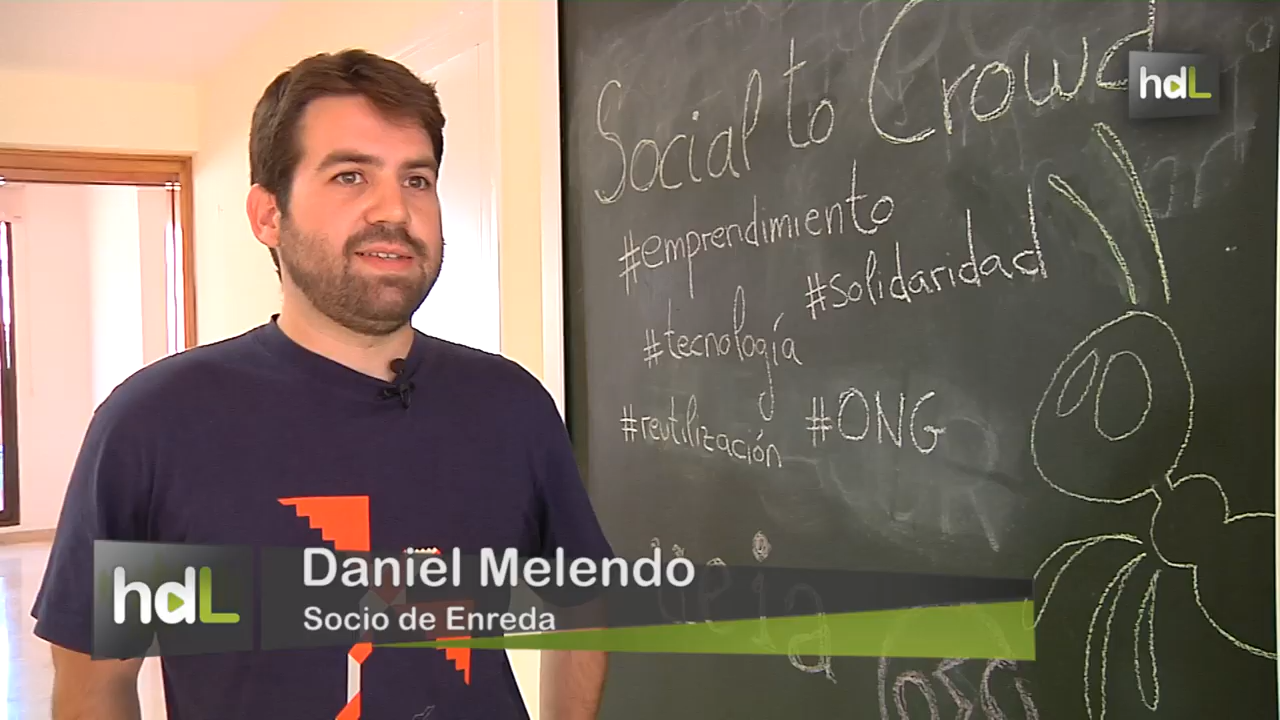 Social to Crowd
hdL
#emprendimiento
#solidaridad
#tecnología
#reutilización
#ONG
hdL
Daniel Melendo
Socio de Enreda